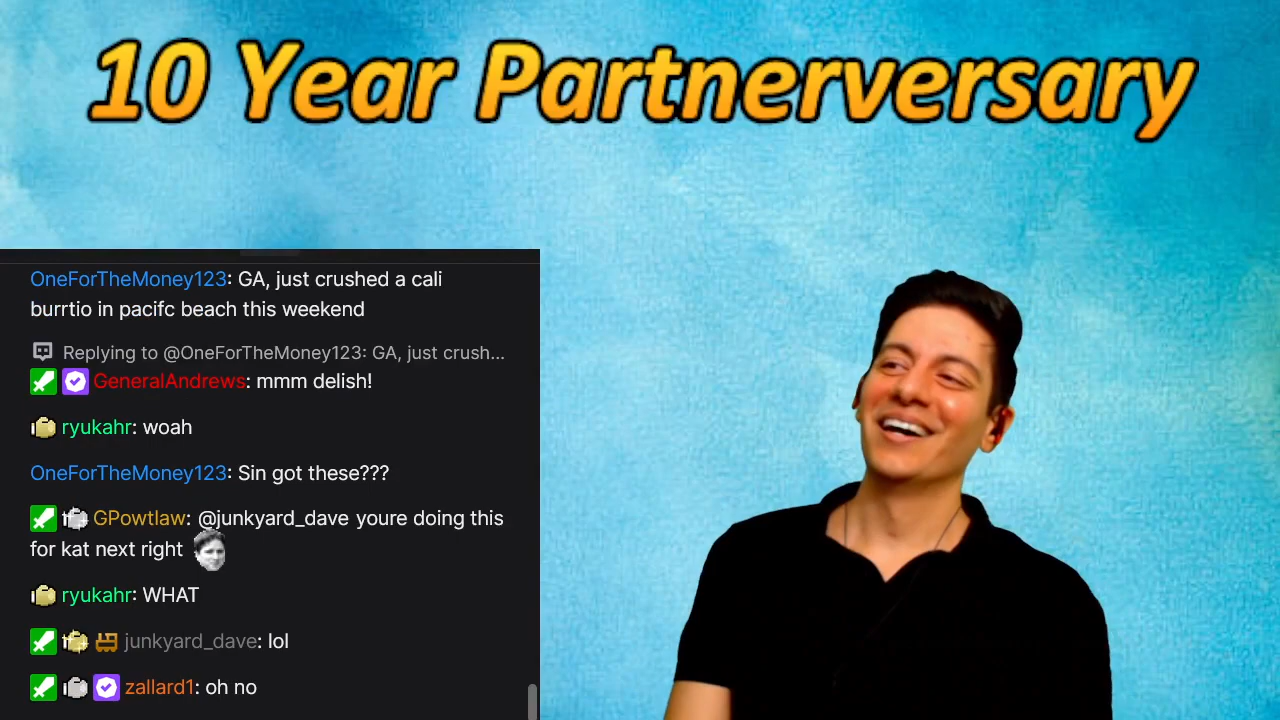 10 Year Partnerversary
OneForTheMoney123: GA, just crushed a cali
burrtio in pacifc beach this weekend
Replying to @OneForTheMoney123: GA, just crush...
GeneralAndrews: mmm delish!
ryukahr: woah
OneForTheMoney123: Sin got these???
GPowtlaw: @junkyard_dave youre doing this
for kat next right
ryukahr: WHAT
junkyard_dave: lol
zallard1: oh no